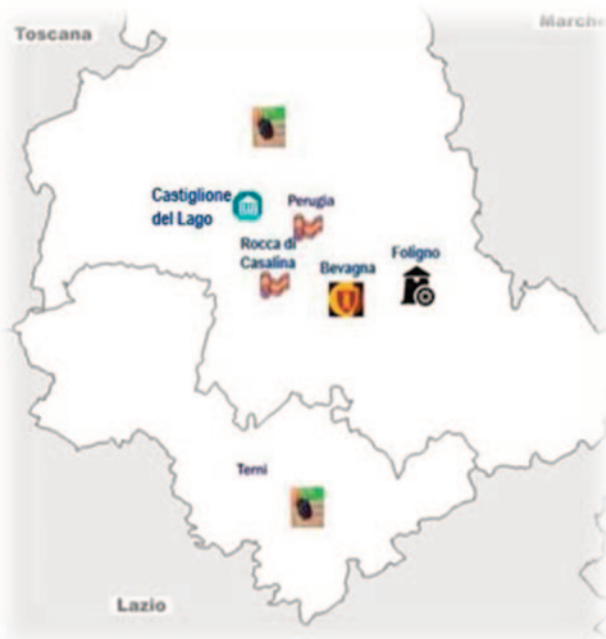 Toscana
Marche
Castiglione
del Lago
Perugia
Rocca di
Casalina
Bevagna
Foligno
Terni
Lazio